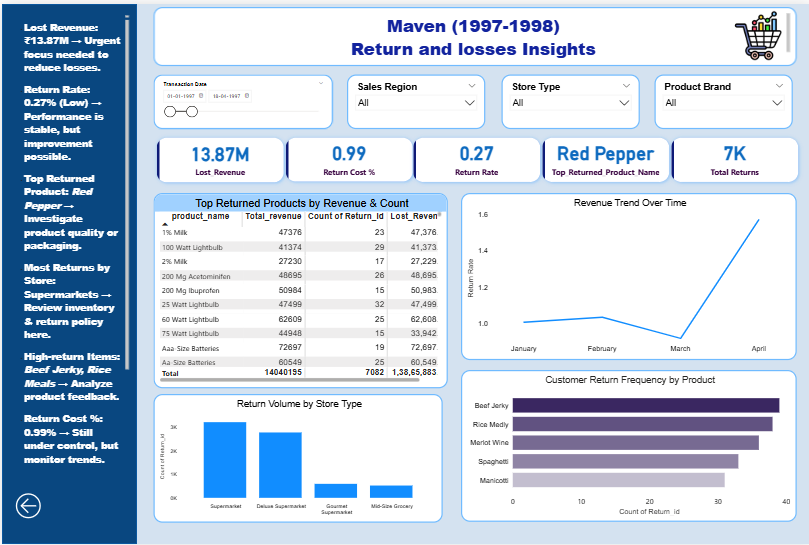 Lost Revenue:
₹13.87M → Urgent
focus needed to
reduce losses.
Return Rate:
0.27% (Low) →
Performance is
stable, but
improvement
possible.
Top Returned
Product: Red
Pepper →
Investigate
product quality or
packaging.
Most Returns by
Store:
Supermarkets →
Review inventory
& return policy
here.
High-return Items:
Beef Jerky, Rice
Meals → Analyze
product feedback.
Return Cost %:
0.99% → Still
under control, but
monitor trends.
Maven (1997-1998)
Return and losses Insights
Transaction Date
01-01-1997
Sales Region
All
Store Type
All
Product Brand
All
13.87M
Lost Revenue
0.99
Return Cost %
0.27
Return Rate
Red Pepper
Top Returned Product Name
7K
Total Returns
Top Returned Products by Revenue & Count
product_name Total_revenue Count of Return_Id Lost_Reven
1% Milk 47376 23 47,376
100 Watt Lightbulb 41374 29 41,373
2% Milk 27230 17 27,229
200 Mg Acetominifen 48695 26 48,695
200 Mg Ibuprofen 50984 15 50,983
25 Watt Lightbulb 47499 32 47,499
60 Watt Lightbulb 62609 25 62,608
75 Watt Lightbulb 44948 15 33,942
Aaa-Size Batteries 72697 19 72,697
Aa-Size Batteries 60549 25 60,549
Total 14040195 7082 1,38,65,883
Revenue Trend Over Time
Return Rate
1.6
1.4
1.2
1.0
January February March April
Return Volume by Store Type
Count of Return_Id
3K
2K
1K
0K
Supermarket Deluxe Supermarket Gourmet Supermarket Mid-Size Grocery
Customer Return Frequency by Product
Beef Jerky
Rice Medly
Merlot Wine
Spaghetti
Manicotti
0 10 20 30 40
Count of Return_id